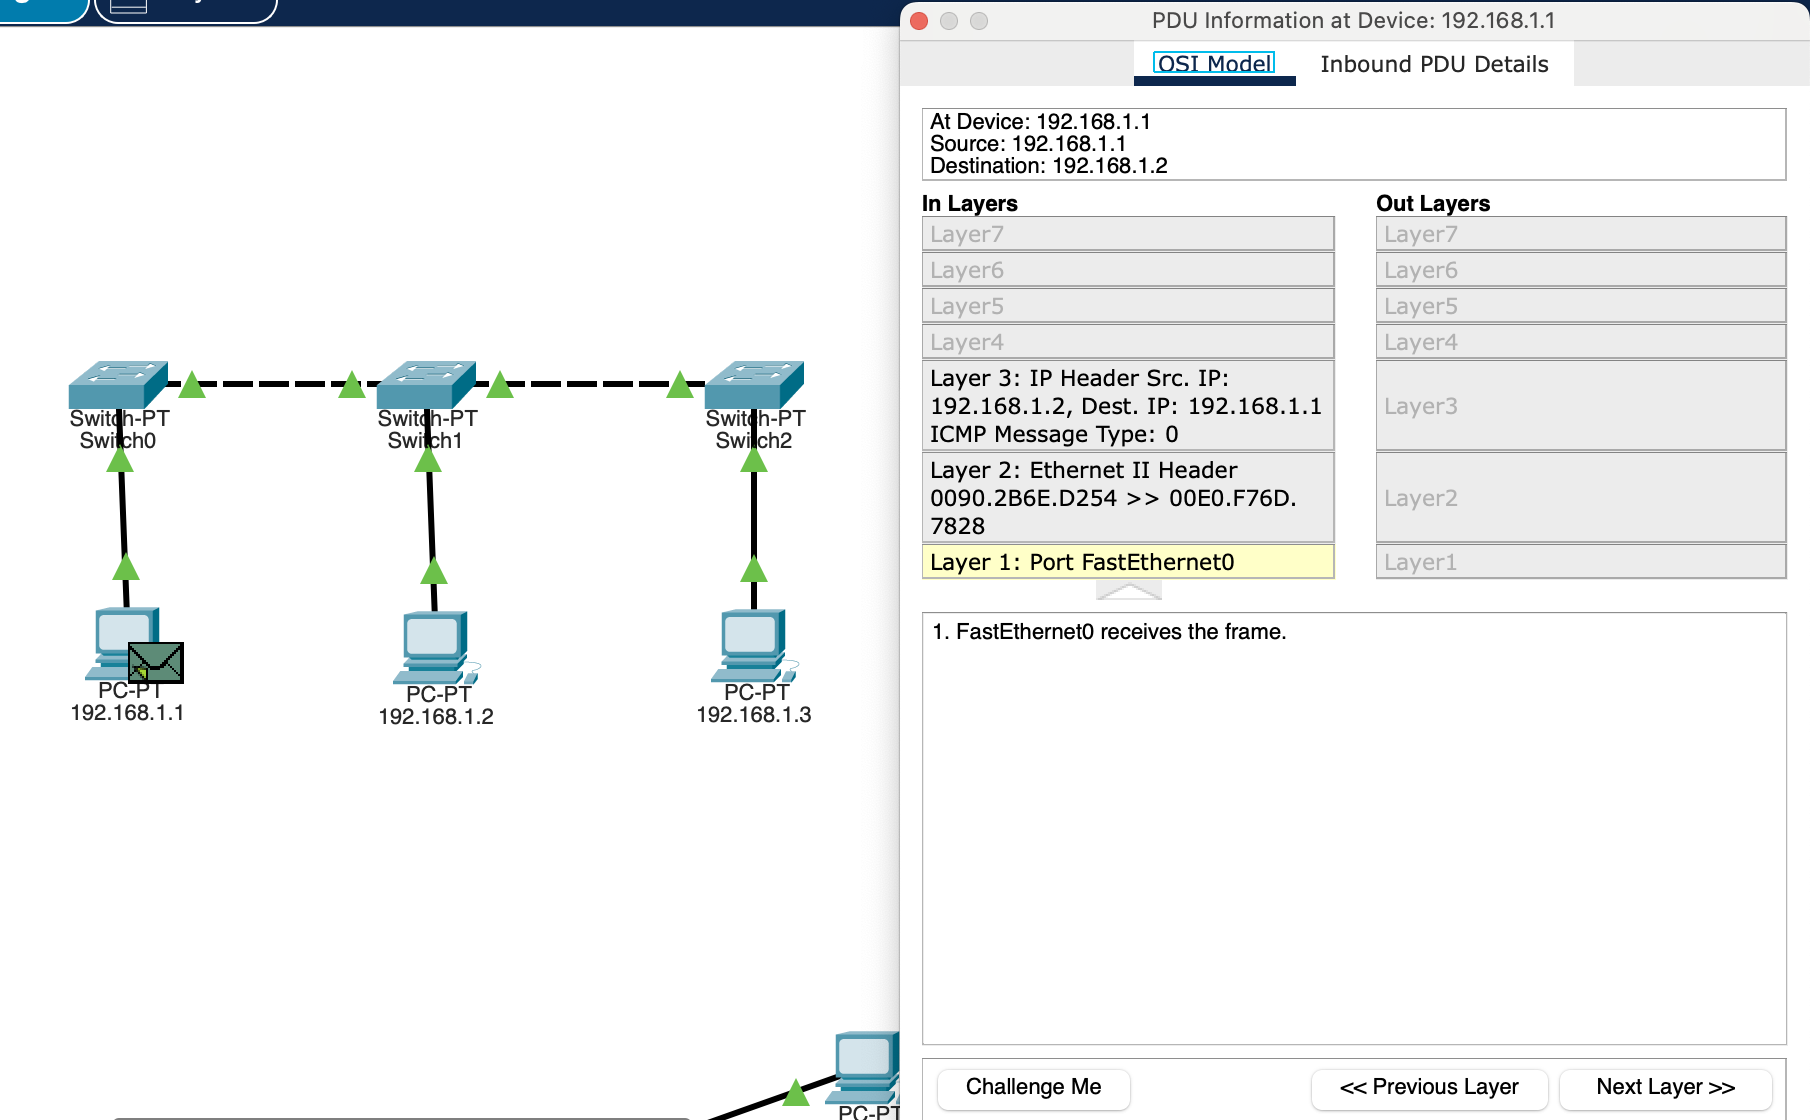 PDU Information at Device: 192.168.1.1
OSI Model
Inbound PDU Details
At Device: 192.168.1.1
Source: 192.168.1.1
Destination: 192.168.1.2
In Layers
Out Layers
Layer7
Layer7
Layer6
Layer6
Layer5
Layer5
Layer4
Layer4
Layer 3: IP Header Src. IP:
192.168.1.2, Dest. IP: 192.168.1.1
ICMP Message Type: 0
Layer3
Layer 2: Ethernet II Header
0090.2B6E.D254 >> 00E0.F76D.
7828
Layer2
Layer 1: Port FastEthernet0
Layer1
1. FastEthernet0 receives the frame.
Challenge Me
<< Previous Layer
Next Layer >>
Switch-PT
Switch0
Switch-PT
Switch1
Switch-PT
Switch2
PC-PT
192.168.1.1
PC-PT
192.168.1.2
PC-PT
192.168.1.3
PC-PT